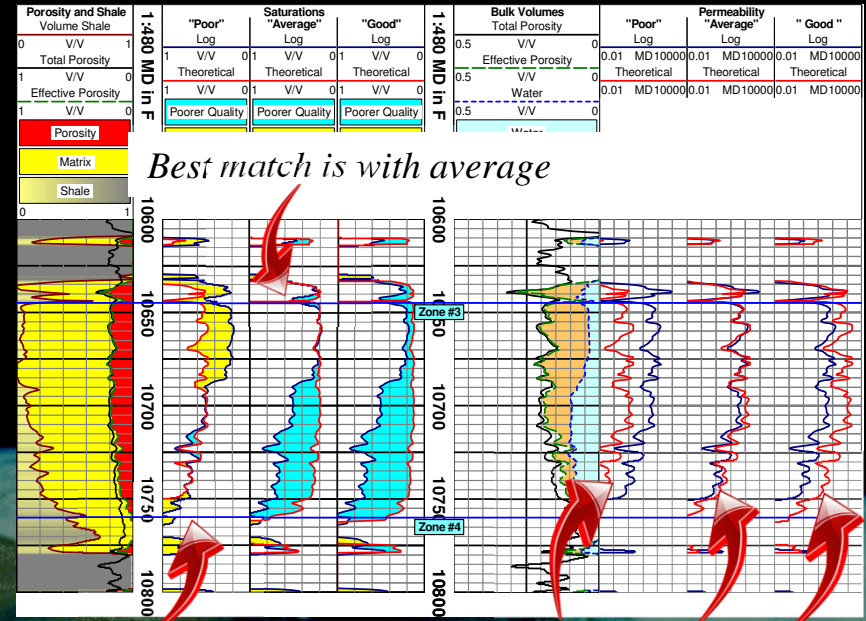 Porosity and Shale
Volume Shale
0 V/V 1
Total Porosity
1 V/V 0
Effective Porosity
1 V/V 0
Porosity
Matrix
Shale
0 1
1:480 MD in F
Saturations
"Poor" "Average" "Good"
Log Log Log
1 V/V 0 1 V/V 0 1 V/V 0
Theoretical Theoretical Theoretical
1 V/V 0 1 V/V 0 1 V/V 0
Poorer Quality Poorer Quality Poorer Quality
1:480 MD in F
Bulk Volumes
Total Porosity
0.5 V/V 0
Effective Porosity
0.5 V/V 0
Water
0.5 V/V 0
Water
Permeability
"Poor" "Average" " Good "
Log Log Log
0.01 MD 10000 0.01 MD 10000 0.01 MD 10000
Theoretical Theoretical Theoretical
0.01 MD 10000 0.01 MD 10000 0.01 MD 10000
Best match is with average
10600
10650
10700
10750
10800
10600
Zone #3
10700
10750
Zone #4
10800